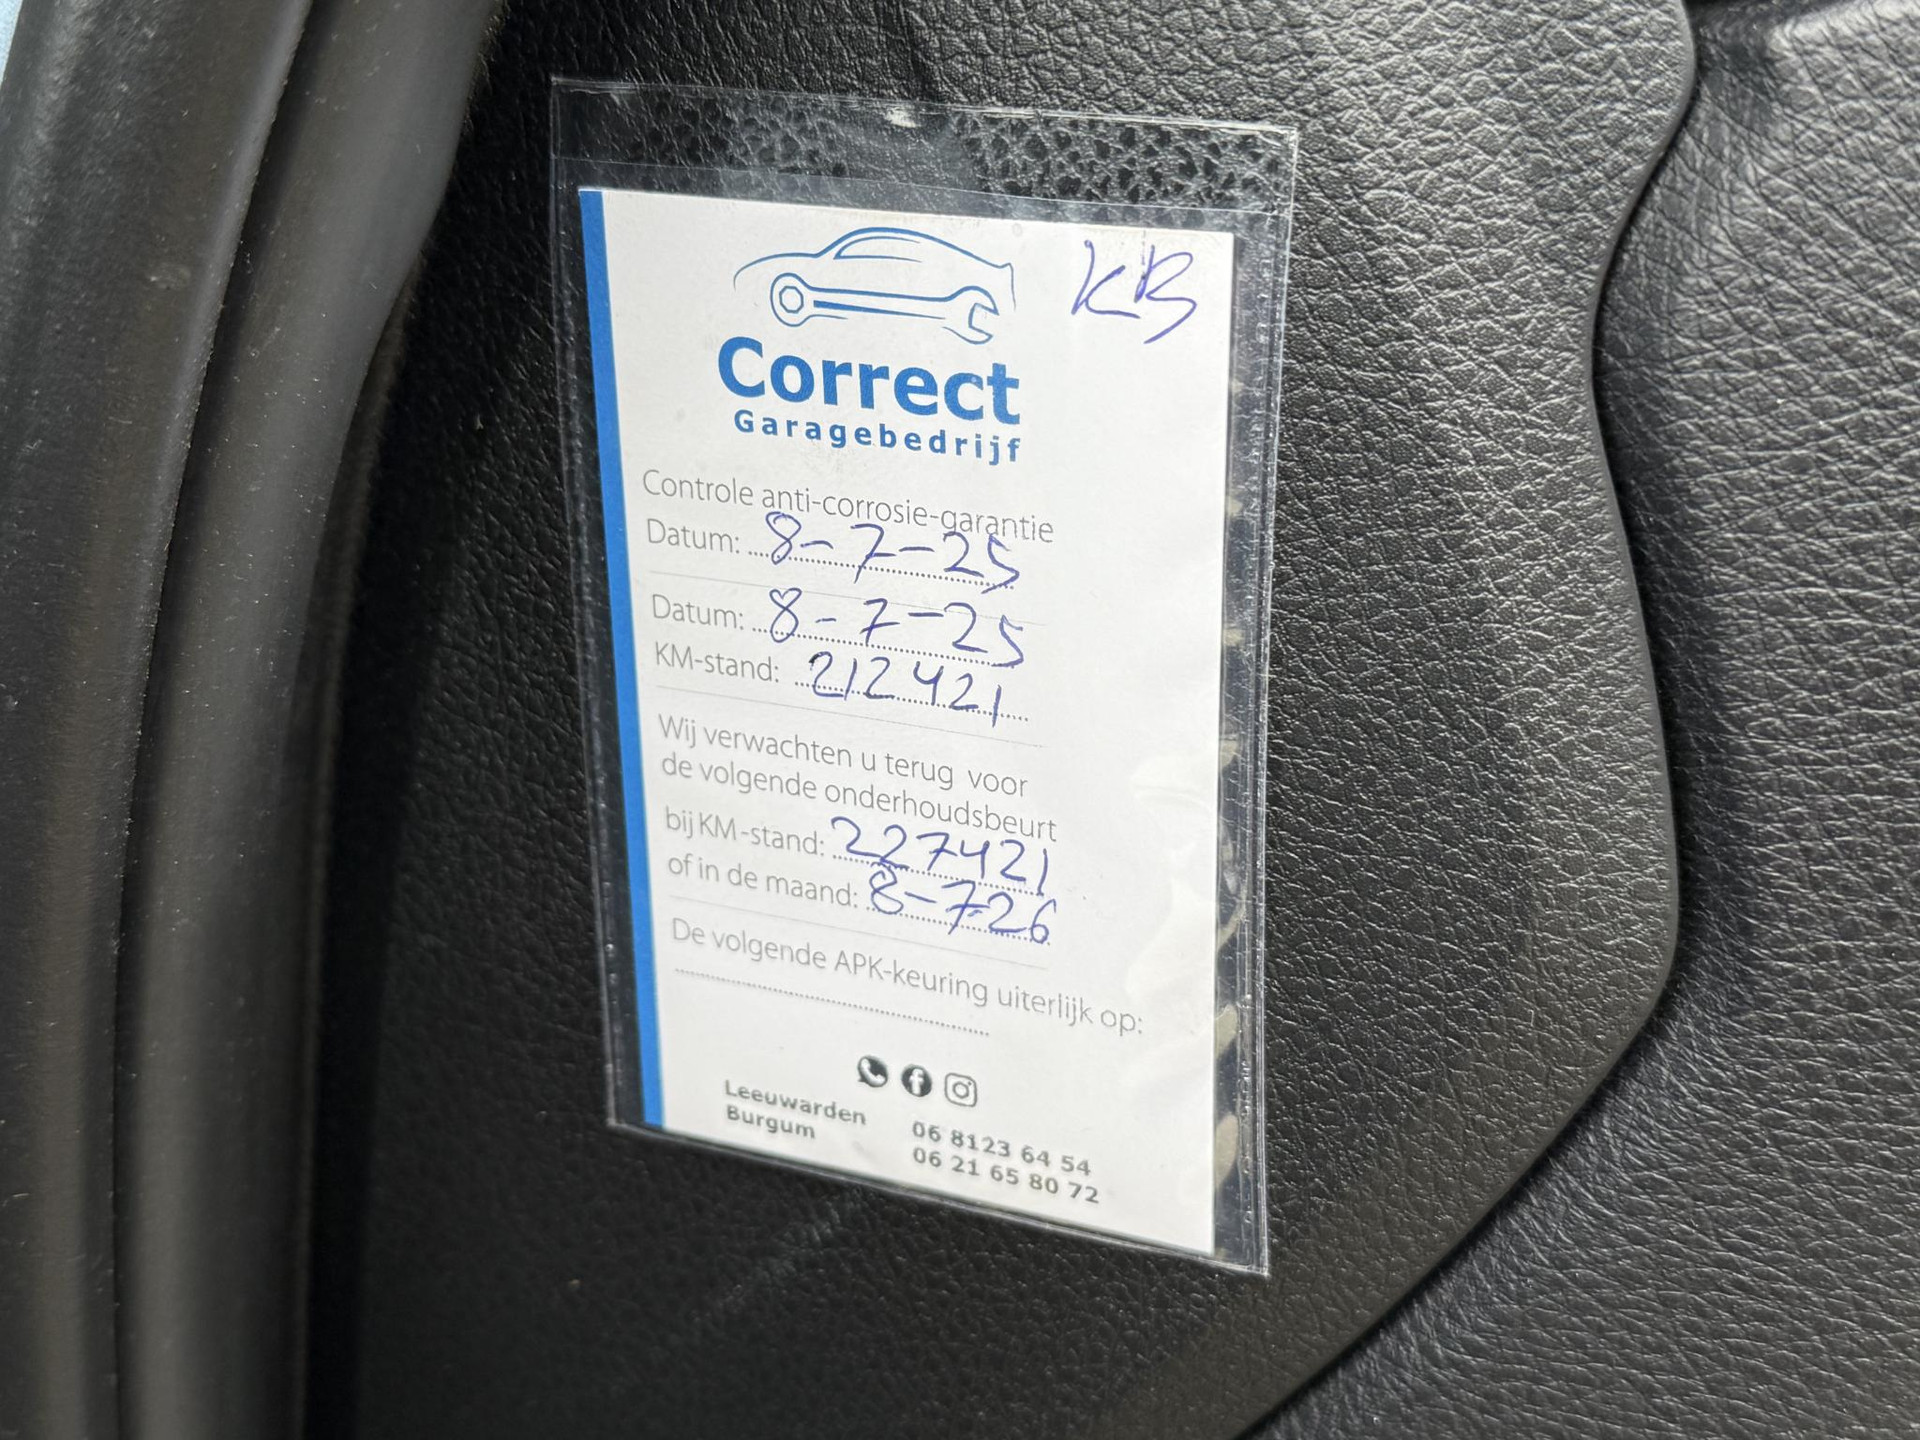 KB
Correct
Garagebedrijf
Controle anti-corrosie-garantie
Datum: 8-7-25
Datum: 8-7-25
KM-stand: 212421
Wij verwachten u terug voor
de volgende onderhoudsbeurt
bij KM-stand: 227421
of in de maand: 8-7-26
De volgende APK-keuring uiterlijk op:
Leeuwarden 06 8123 64 54
Burgum 06 21 65 80 72